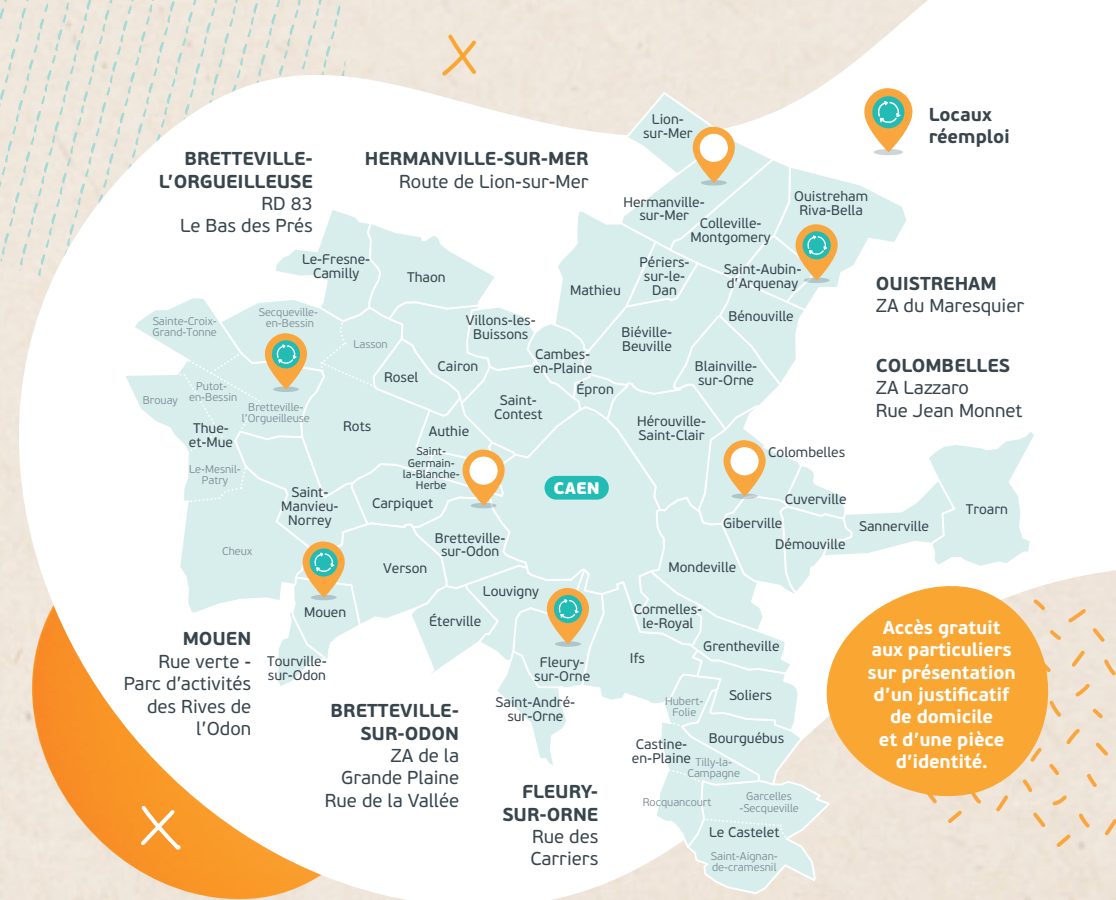 Locaux
réemploi
BRETTEVILLE-
L'ORGUEILLEUSE
RD 83
Le Bas des Prés
HERMANVILLE-SUR-MER
Route de Lion-sur-Mer
OUISTREHAM
ZA du Maresquier
COLOMBELLES
ZA Lazzaro
Rue Jean Monnet
Lion-
sur-Mer
Hermanville-
sur-Mer
Colleville-
Montgomery
Ouistreham
Riva-Bella
Saint-Aubin-
d'Arquenay
Périers-
sur-le-
Dan
Mathieu
Bénouville
Biéville-
Beuville
Blainville-
sur-Orne
Le-Fresne-
Camilly
Thaon
Villons-les-
Buissons
Cambes-
en-Plaine
Épron
Sainte-Croix-
Grand-Tonne
Secqueville-
en-Bessin
Lasson
Rosel
Cairon
Saint-
Contest
Brouay
Putot-
en-Bessin
Bretteville-
l'Orgueilleuse
Thue-
et-Mue
Rots
Authie
Hérouville-
Saint-Clair
Le-Mesnil-
Patry
Saint-
Germain-
la-Blanche-
Herbe
Saint-
Manvieu-
Norrey
Carpiquet
CAEN
Colombelles
Cuverville
Giberville
Démouville
Sannerville
Troarn
Cheux
Bretteville-
sur-Odon
Verson
Mondeville
Mouen
Louvigny
Éterville
Cormelles-
le-Royal
Grentheville
Tourville-
sur-Odon
Fleury-
sur-Orne
Ifs
Saint-André-
sur-Orne
Hubert-
Folie
Soliers
Bourguébus
Castine-
en-Plaine
Tilly-la-
Campagne
Rocquancourt
Garcelles
-Secqueville
Le Castelet
Saint-Aignan-
de-cramesnil
MOUEN
Rue verte -
Parc d'activités
des Rives de
l'Odon
BRETTEVILLE-
SUR-ODON
ZA de la
Grande Plaine
Rue de la Vallée
FLEURY-
SUR-ORNE
Rue des
Carriers
Accès gratuit
aux particuliers
sur présentation
d'un justificatif
de domicile
et d'une pièce
d'identité.